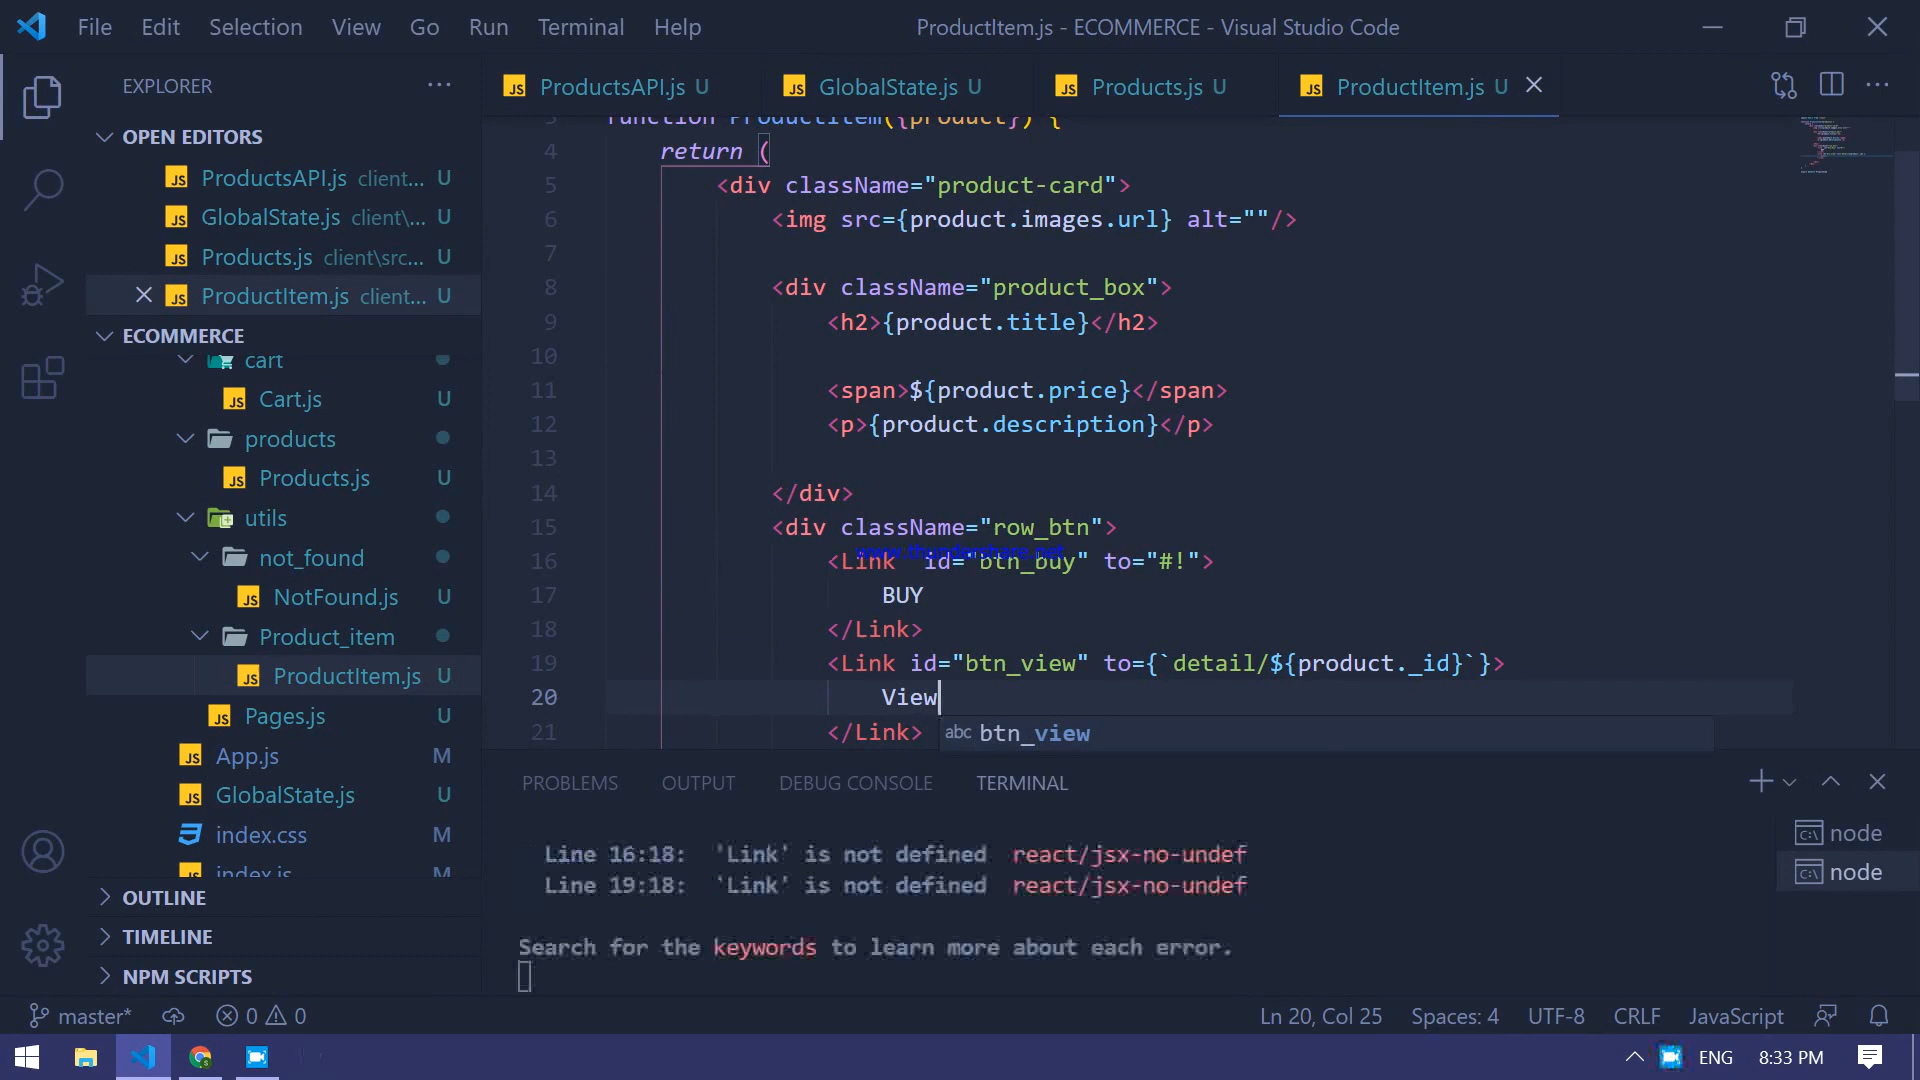 File Edit Selection View Go Run Terminal Help
ProductItem.js - ECOMMERCE - Visual Studio Code
EXPLORER
ProductsAPI.js U
GlobalState.js U
Products.js U
ProductItem.js U
OPEN EDITORS
ProductsAPI.js client... U
GlobalState.js client\... U
Products.js client\src... U
ProductItem.js client... U
ECOMMERCE
cart
Cart.js U
products
Products.js U
utils
not_found
NotFound.js U
Product_item
ProductItem.js U
Pages.js U
App.js M
GlobalState.js U
index.css M
index.js M
OUTLINE
TIMELINE
NPM SCRIPTS
3 function ProductItem({product}) {
4 return (
5 <div className="product-card">
6 <img src={product.images.url} alt=""/>
7
8 <div className="product_box">
9 <h2>{product.title}</h2>
10
11 <span>${product.price}</span>
12 <p>{product.description}</p>
13
14 </div>
15 <div className="row_btn">
www.thundershare.net
16 <Link id="btn_buy" to="#!">
17 BUY
18 </Link>
19 <Link id="btn_view" to={`detail/${product._id}`}>
20 View
21 </Link>
abc btn_view
PROBLEMS OUTPUT DEBUG CONSOLE TERMINAL
Line 16:18: 'Link' is not defined react/jsx-no-undef
Line 19:18: 'Link' is not defined react/jsx-no-undef
Search for the keywords to learn more about each error.
node
node
master* 0 0
Ln 20, Col 25 Spaces: 4 UTF-8 CRLF JavaScript
ENG 8:33 PM